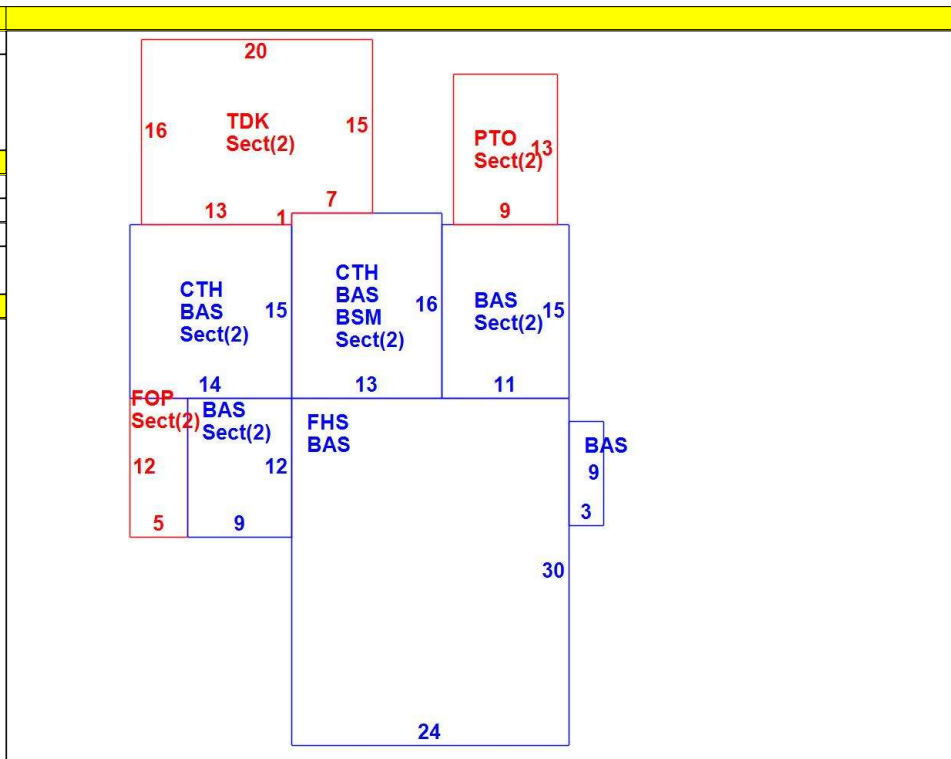 20
16
TDK
Sect(2)
15
13
1
7
PTO
Sect(2)
13
9
CTH
BAS
Sect(2)
15
14
CTH
BAS
BSM
Sect(2)
16
13
BAS
Sect(2)
15
11
FOP
Sect(2)
12
5
BAS
Sect(2)
12
9
FHS
BAS
30
24
BAS
9
3